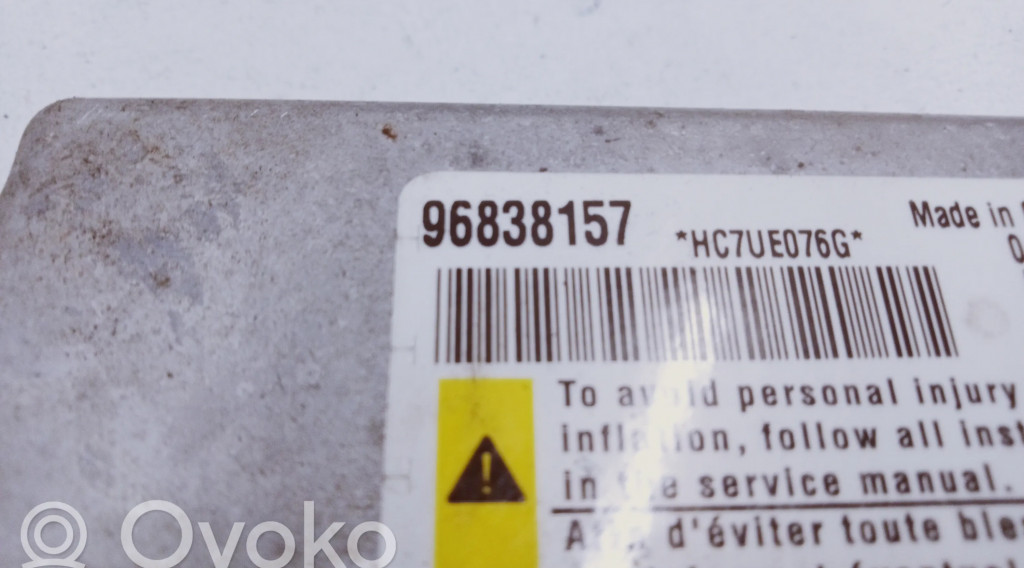 96838157
*HC7UE076G*
Made in
To avoid personal injury
inflation, follow all
in the service manual.
d'éviter toute
Ovoko